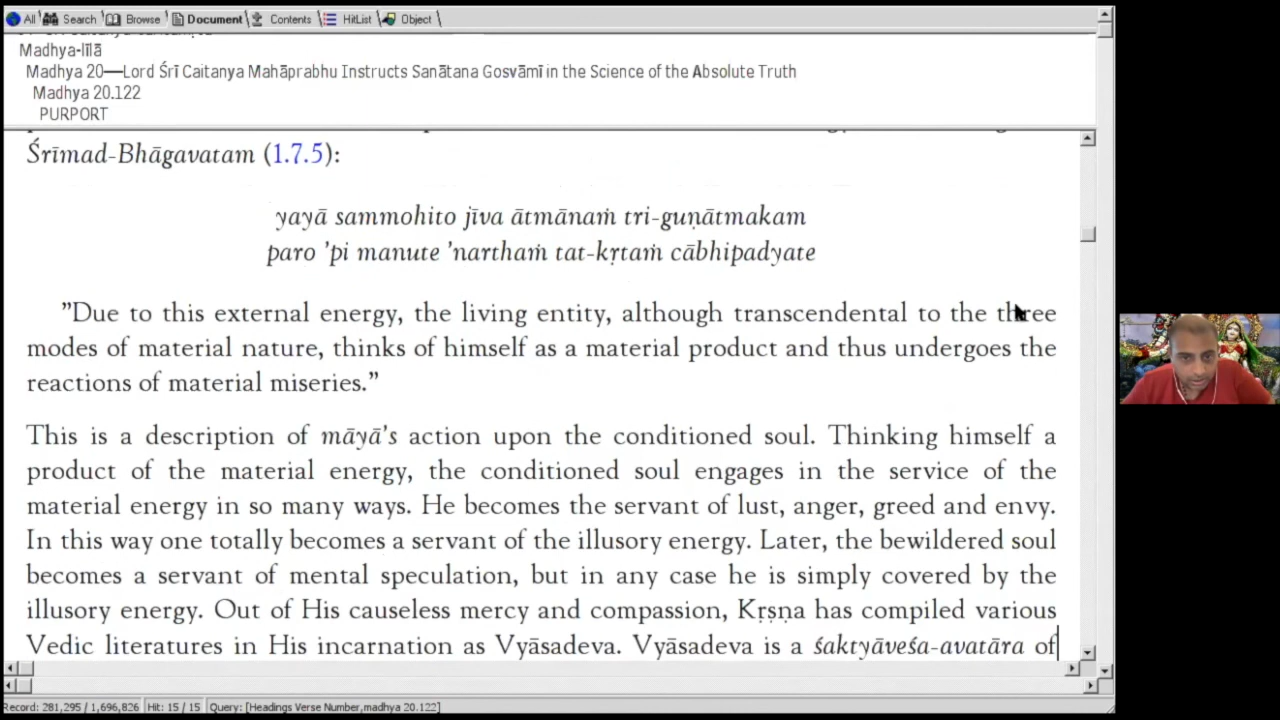 All Search Browse Document Contents HitList Object
Madhya-līlā
Madhya 20—Lord Śrī Caitanya Mahāprabhu Instructs Sanātana Gosvāmī in the Science of the Absolute Truth
Madhya 20.122
PURPORT
Śrīmad-Bhāgavatam (1.7.5):
yayā sammohito jīva ātmānaṁ tri-guṇātmakam
paro 'pi manute 'narthaṁ tat-kṛtaṁ cābhipadyate
"Due to this external energy, the living entity, although transcendental to the three
modes of material nature, thinks of himself as a material product and thus undergoes the
reactions of material miseries."
This is a description of māyā's action upon the conditioned soul. Thinking himself a
product of the material energy, the conditioned soul engages in the service of the
material energy in so many ways. He becomes the servant of lust, anger, greed and envy.
In this way one totally becomes a servant of the illusory energy. Later, the bewildered soul
becomes a servant of mental speculation, but in any case he is simply covered by the
illusory energy. Out of His causeless mercy and compassion, Kṛṣṇa has compiled various
Vedic literatures in His incarnation as Vyāsadeva. Vyāsadeva is a śaktyāveśa-avatāra of
Record: 281,295 / 1,696,826 Hit: 15 / 15 Query: [Headings Verse Number,madhya 20.122]